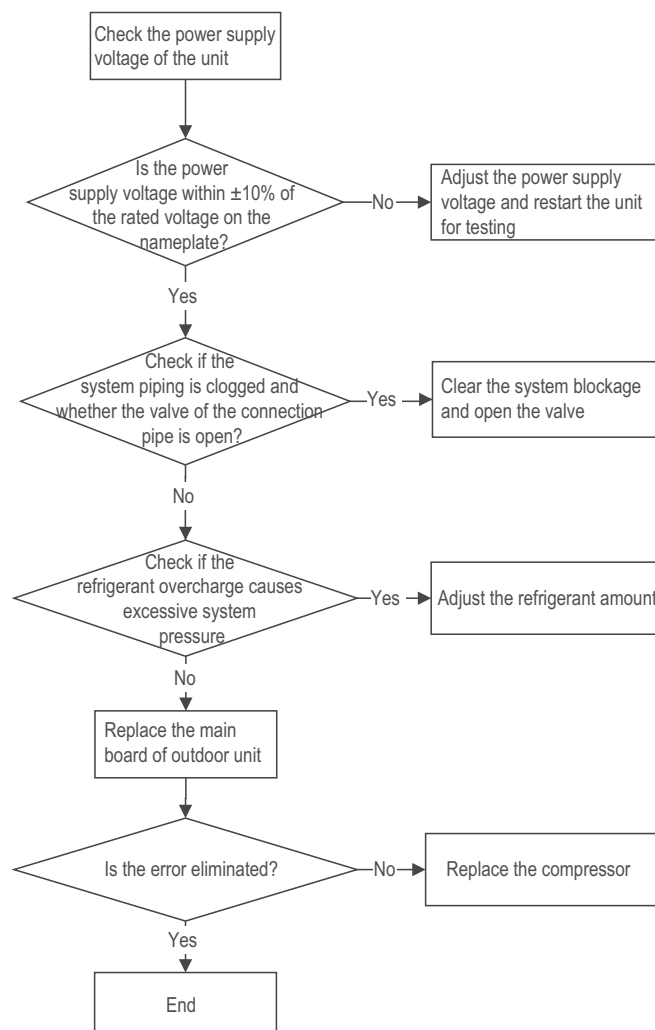 Check the power supply
voltage of the unit
Is the power
supply voltage within ±10% of
the rated voltage on the
nameplate?
No
Adjust the power supply
voltage and restart the unit
for testing
Yes
Check if the
system piping is clogged and
whether the valve of the connection
pipe is open?
Yes
Clear the system blockage
and open the valve
No
Check if the
refrigerant overcharge causes
excessive system
pressure
Yes
Adjust the refrigerant amount
No
Replace the main
board of outdoor unit
Is the error eliminated?
No
Replace the compressor
Yes
End